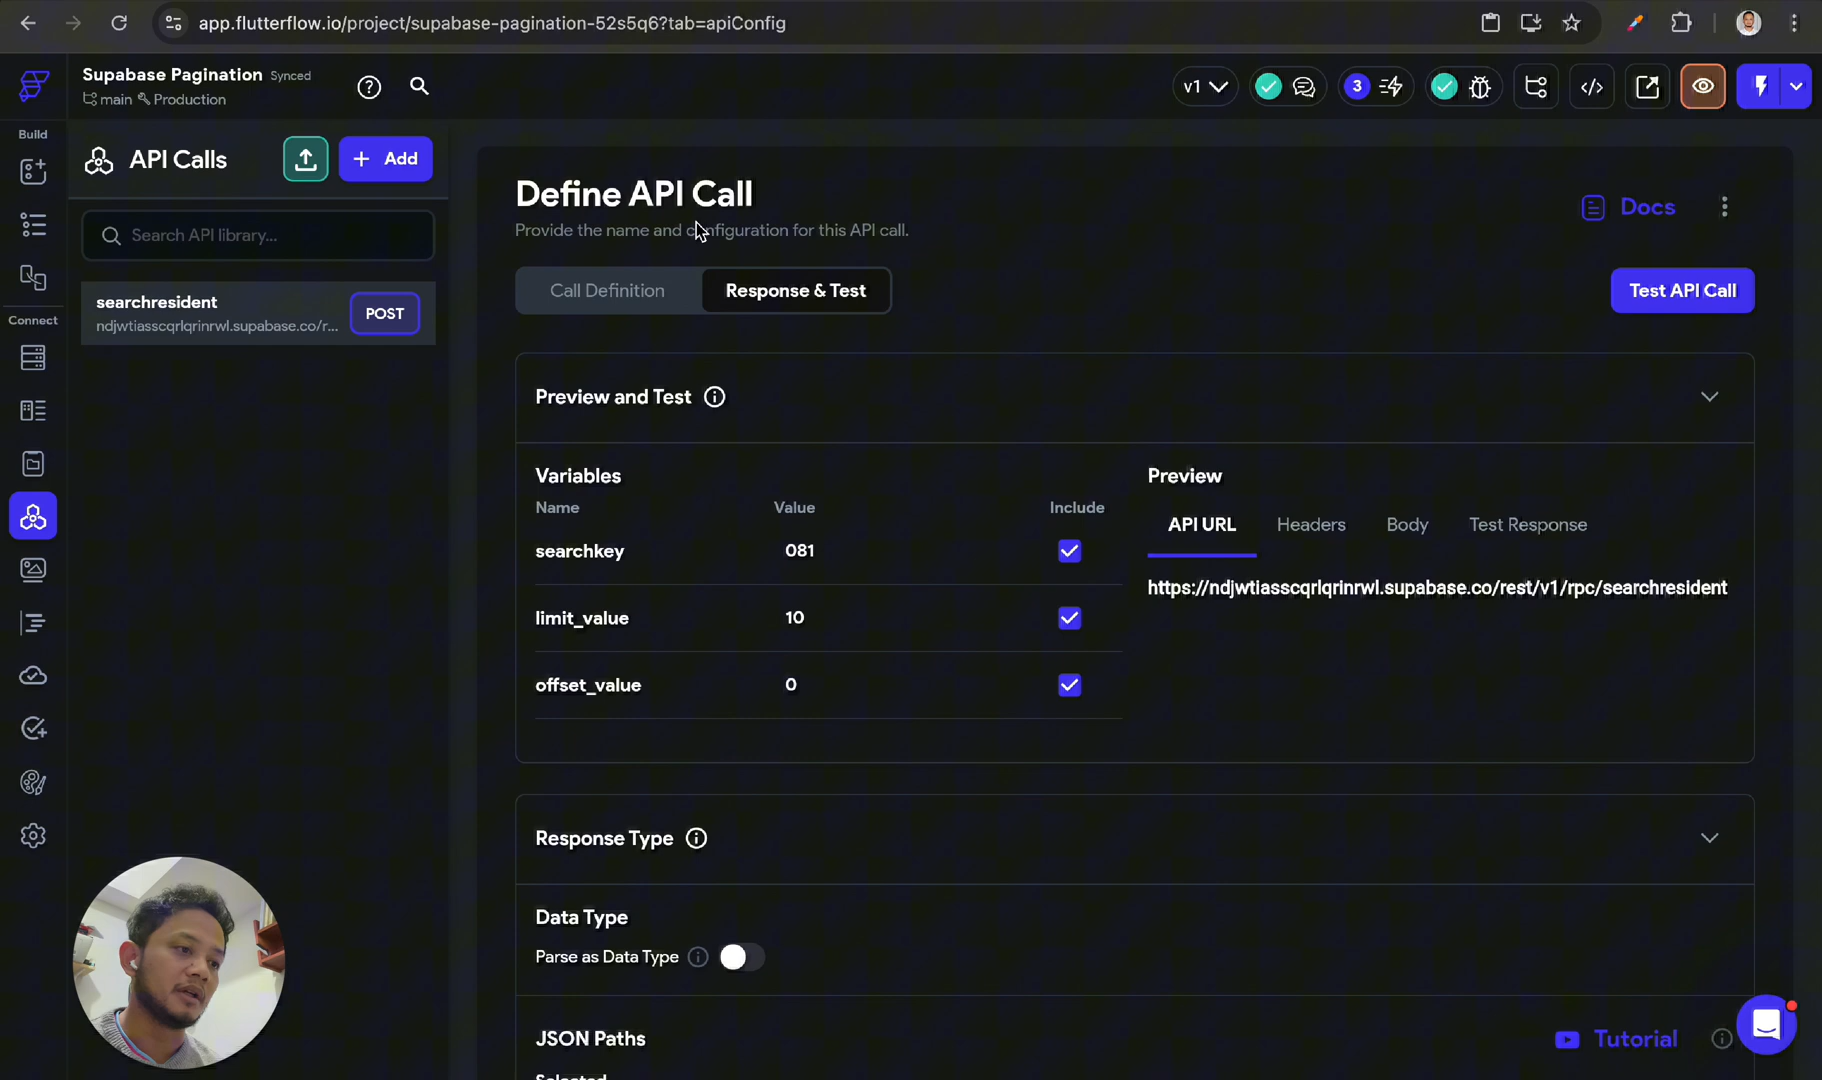 app.flutterflow.io/project/supabase-pagination-52s5q6?tab=apiConfig
Supabase Pagination Synced
main Production
v1
3
Build
Connect
API Calls
Add
Search API library...
searchresident
ndjwtiasscqrlqrinrwl.supabase.co/r...
POST
Define API Call
Provide the name and configuration for this API call.
Docs
Call Definition
Response & Test
Test API Call
Preview and Test
Variables
Name Value Include
searchkey 081
limit_value 10
offset_value 0
Preview
API URL Headers Body Test Response
https://ndjwtiasscqrlqrinrwl.supabase.co/rest/v1/rpc/searchresident
Response Type
Data Type
Parse as Data Type
JSON Paths
Tutorial
Selected